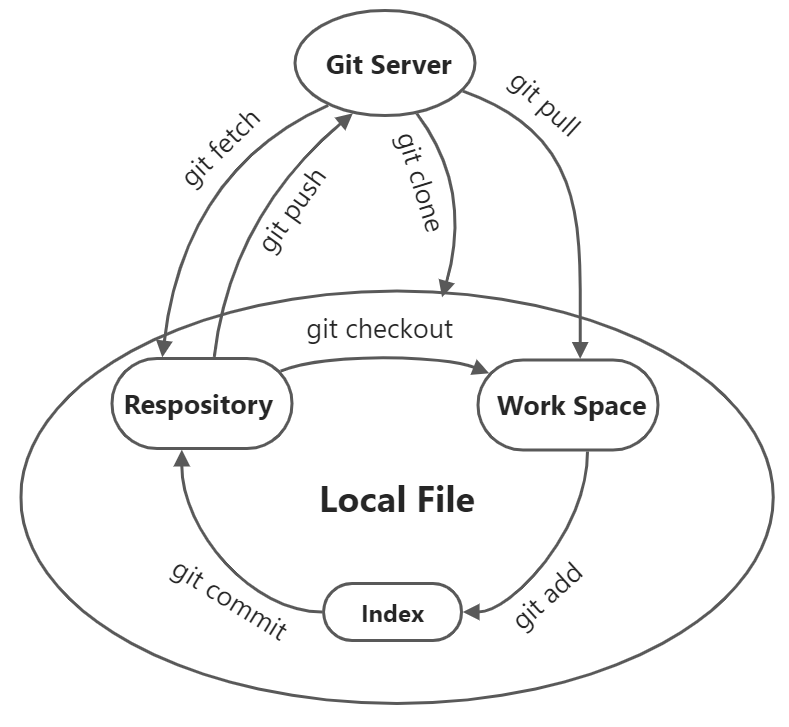 Git Server
git pull
git fetch
git clone
git push
git checkout
Respository
Work Space
Local File
git commit
Index
git add